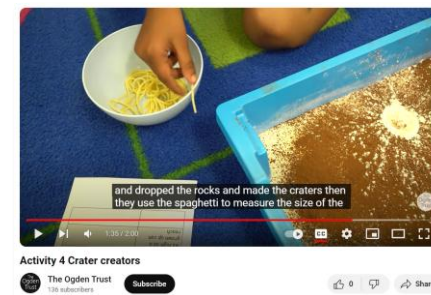 and dropped the rocks and made the craters then
they use the spaghetti to measure the size of the
1:35 / 2:00
CC
Activity 4 Crater creators
The Ogden Trust
136 subscribers
Subscribe
0
Shar